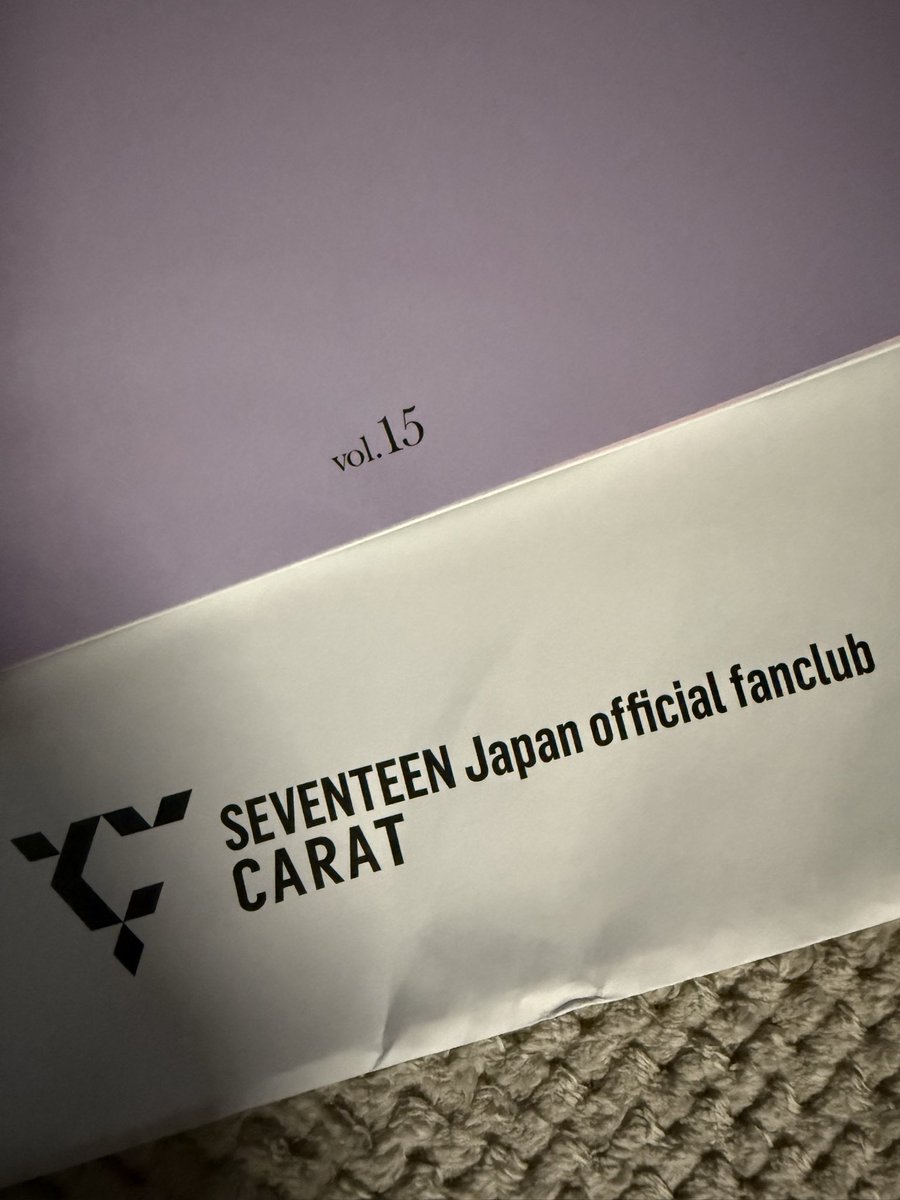 vol.15
SEVENTEEN Japan official fanclub
CARAT